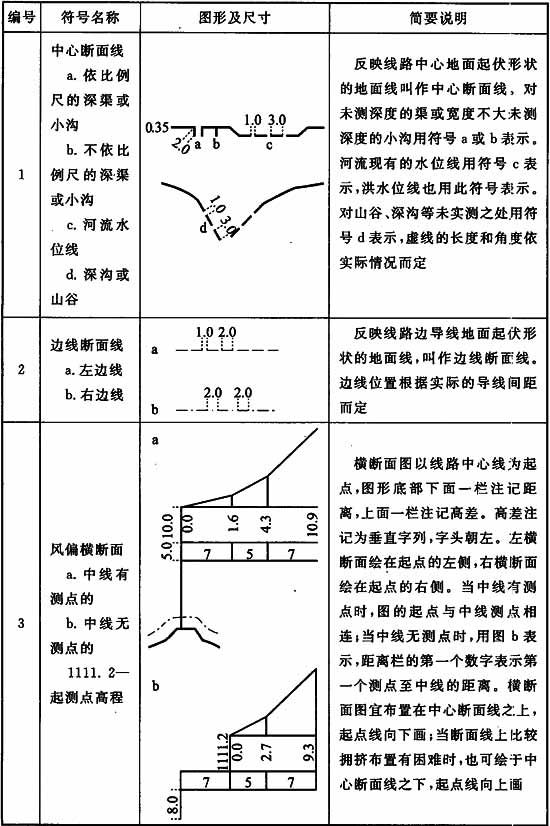 编号 符号名称 图形及尺寸 简要说明
1
中心断面线
a. 依比例
尺的深渠或
小沟
b. 不依比
例尺的深渠
或小沟
c. 河流水
位线
d. 深沟或
山谷
0.35 2.0 a b 1.0 3.0 c
1.0 3.0 d
反映线路中心地面起伏形状
的地面线叫作中心断面线，对
未测深度的渠或宽度不大未测
深度的小沟用符号 a 或 b 表示。
河流现有的水位线用符号 c 表
示，洪水位线也用此符号表示。
对山谷、深沟等未实测之处用符
号 d 表示，虚线的长度和角度依
实际情况而定
2
边线断面线
a. 左边线
b. 右边线
1.0 2.0
a
2.0 2.0
b
反映线路边导线地面起伏形
状的地面线，叫作边线断面线。
边线位置根据实际的导线间距
而定
3
风偏横断面
a. 中线有
测点的
b. 中线无
测点的
1111.2—
起测点高程
a
10.0 0.0 1.6 4.3 10.9
5.0 7 5 7
b
1111.2 0.0 2.7 9.3
7 5 7
8.0
横断面图以线路中心线为起
点，图形底部下面一栏注记距
离，上面一栏注记高差。高差注
记为垂直字列，字头朝左。左横
断面绘在起点的左侧，右横断面
绘在起点的右侧。当中线有测
点时，图的起点与中线测点相
连；当中线无测点时，用图 b 表
示，距离栏的第一个数字表示第
一个测点至中线的距离。横断
面图宜布置在中心断面线之上，
起点线向下画；当断面线上比较
拥挤布置有困难时，也可绘于中
心断面线之下，起点线向上画